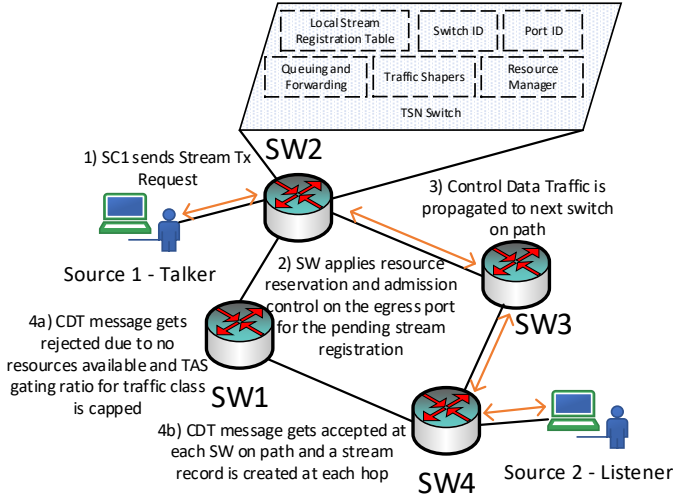 Local Stream
Registration Table
Switch ID
Port ID
Queuing and
Forwarding
Traffic Shapers
Resource
Manager
TSN Switch
SW2
1) SC1 sends Stream Tx
Request
3) Control Data Traffic is
propagated to next switch
on path
Source 1 - Talker
2) SW applies resource
reservation and admission
control on the egress port
for the pending stream
registration
SW3
4a) CDT message gets
rejected due to no
resources available and TAS
gating ratio for traffic class
is capped
SW1
4b) CDT message gets accepted at
each SW on path and a stream
record is created at each hop
SW4
Source 2 - Listener